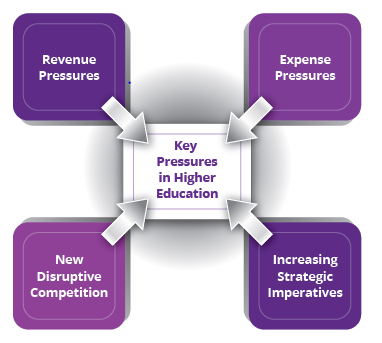 Revenue
Pressures
Expense
Pressures
Key
Pressures
in Higher
Education
New
Disruptive
Competition
Increasing
Strategic
Imperatives